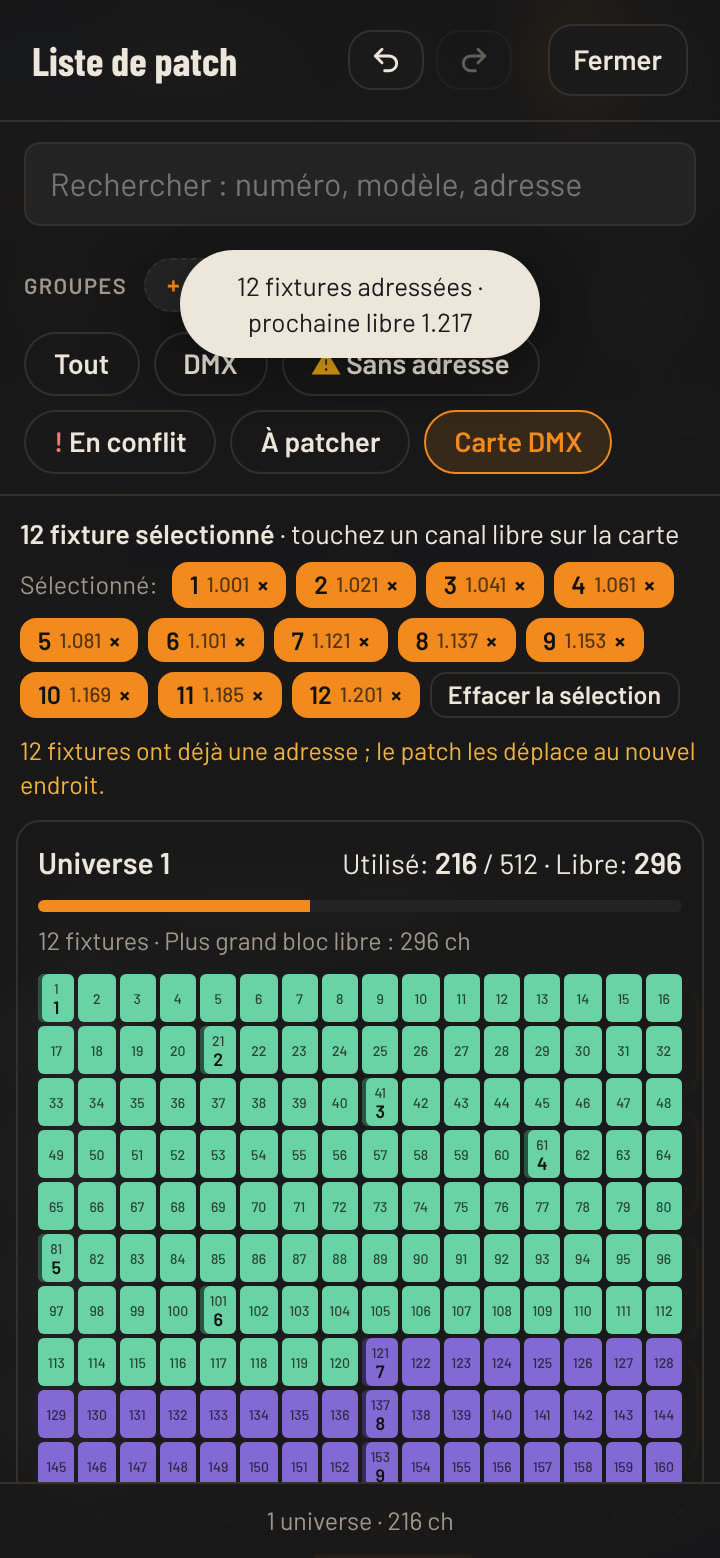 Liste de patch
Fermer
Rechercher : numéro, modèle, adresse
GROUPES +
12 fixtures adressées ·
prochaine libre 1.217
Tout DMX Sans adresse
! En conflit À patcher Carte DMX
12 fixture sélectionné · touchez un canal libre sur la carte
Sélectionné: 1 1.001 × 2 1.021 × 3 1.041 × 4 1.061 ×
5 1.081 × 6 1.101 × 7 1.121 × 8 1.137 × 9 1.153 ×
10 1.169 × 11 1.185 × 12 1.201 × Effacer la sélection
12 fixtures ont déjà une adresse ; le patch les déplace au nouvel
endroit.
Universe 1 Utilisé: 216 / 512 · Libre: 296
12 fixtures · Plus grand bloc libre : 296 ch
1 1 2 3 4 5 6 7 8 9 10 11 12 13 14 15 16
17 18 19 20 21 2 22 23 24 25 26 27 28 29 30 31 32
33 34 35 36 37 38 39 40 41 3 42 43 44 45 46 47 48
49 50 51 52 53 54 55 56 57 58 59 60 61 4 62 63 64
65 66 67 68 69 70 71 72 73 74 75 76 77 78 79 80
81 5 82 83 84 85 86 87 88 89 90 91 92 93 94 95 96
97 98 99 100 101 6 102 103 104 105 106 107 108 109 110 111 112
113 114 115 116 117 118 119 120 121 7 122 123 124 125 126 127 128
129 130 131 132 133 134 135 136 137 8 138 139 140 141 142 143 144
145 146 147 148 149 150 151 152 153 9 154 155 156 157 158 159 160
1 universe · 216 ch